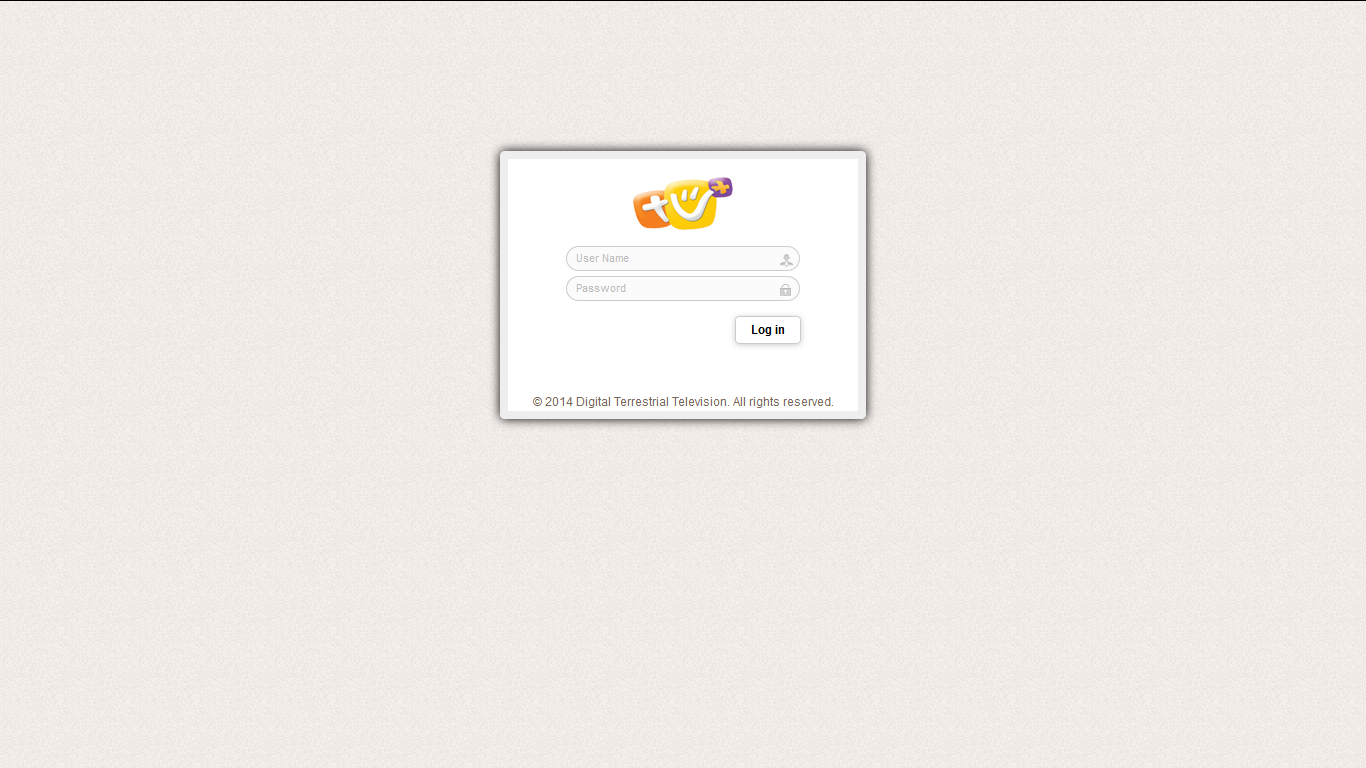 User Name
Password
Log in
© 2014 Digital Terrestrial Television. All rights reserved.